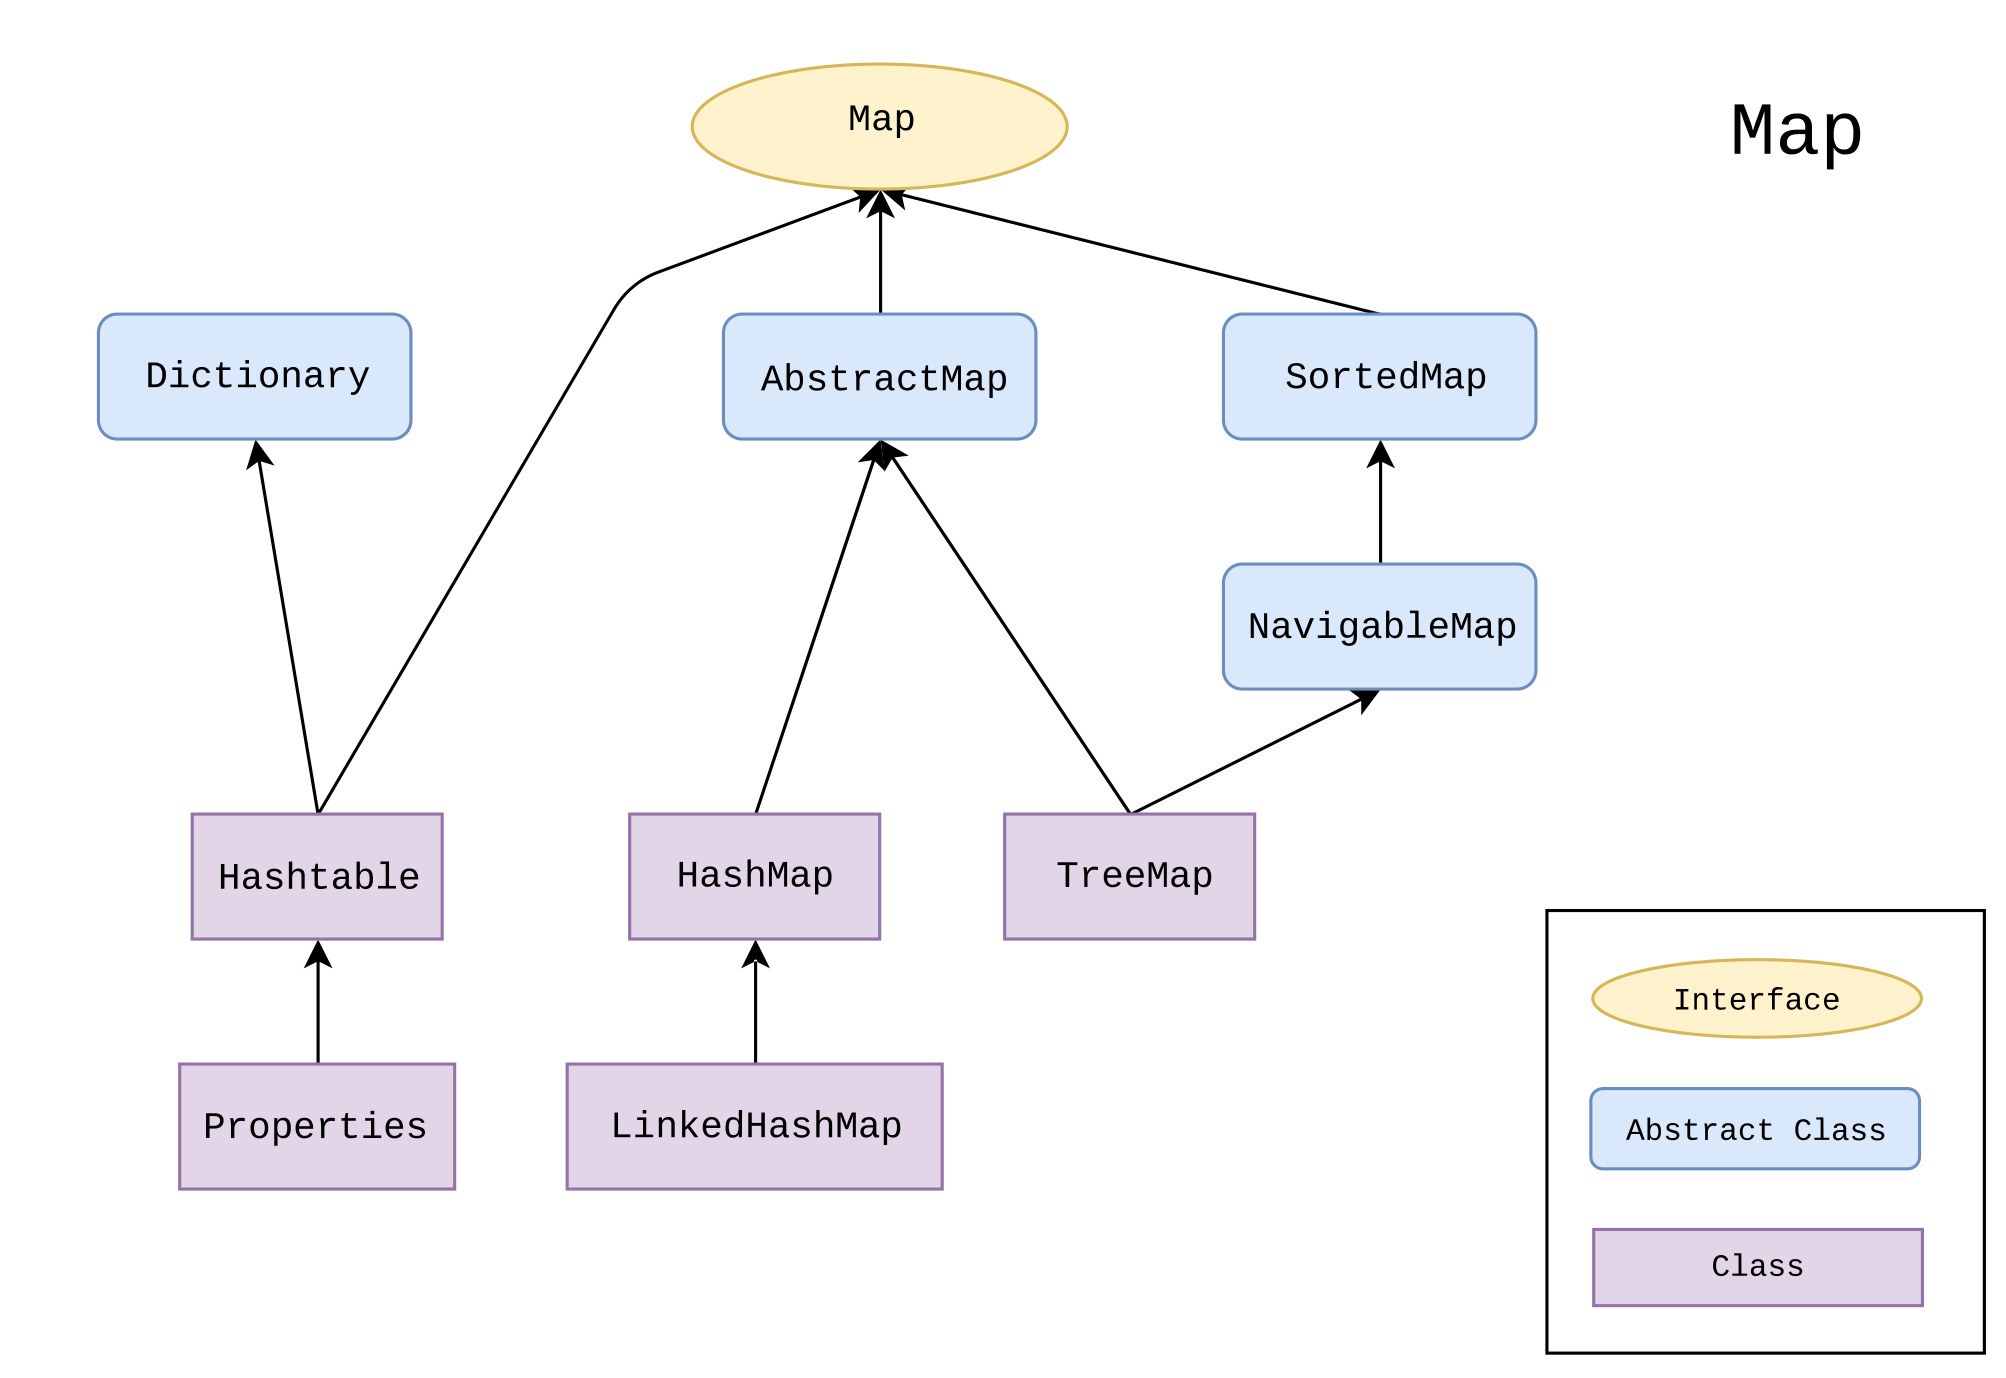 Map
Map
Dictionary
AbstractMap
SortedMap
NavigableMap
Hashtable
HashMap
TreeMap
Properties
LinkedHashMap
Interface
Abstract Class
Class